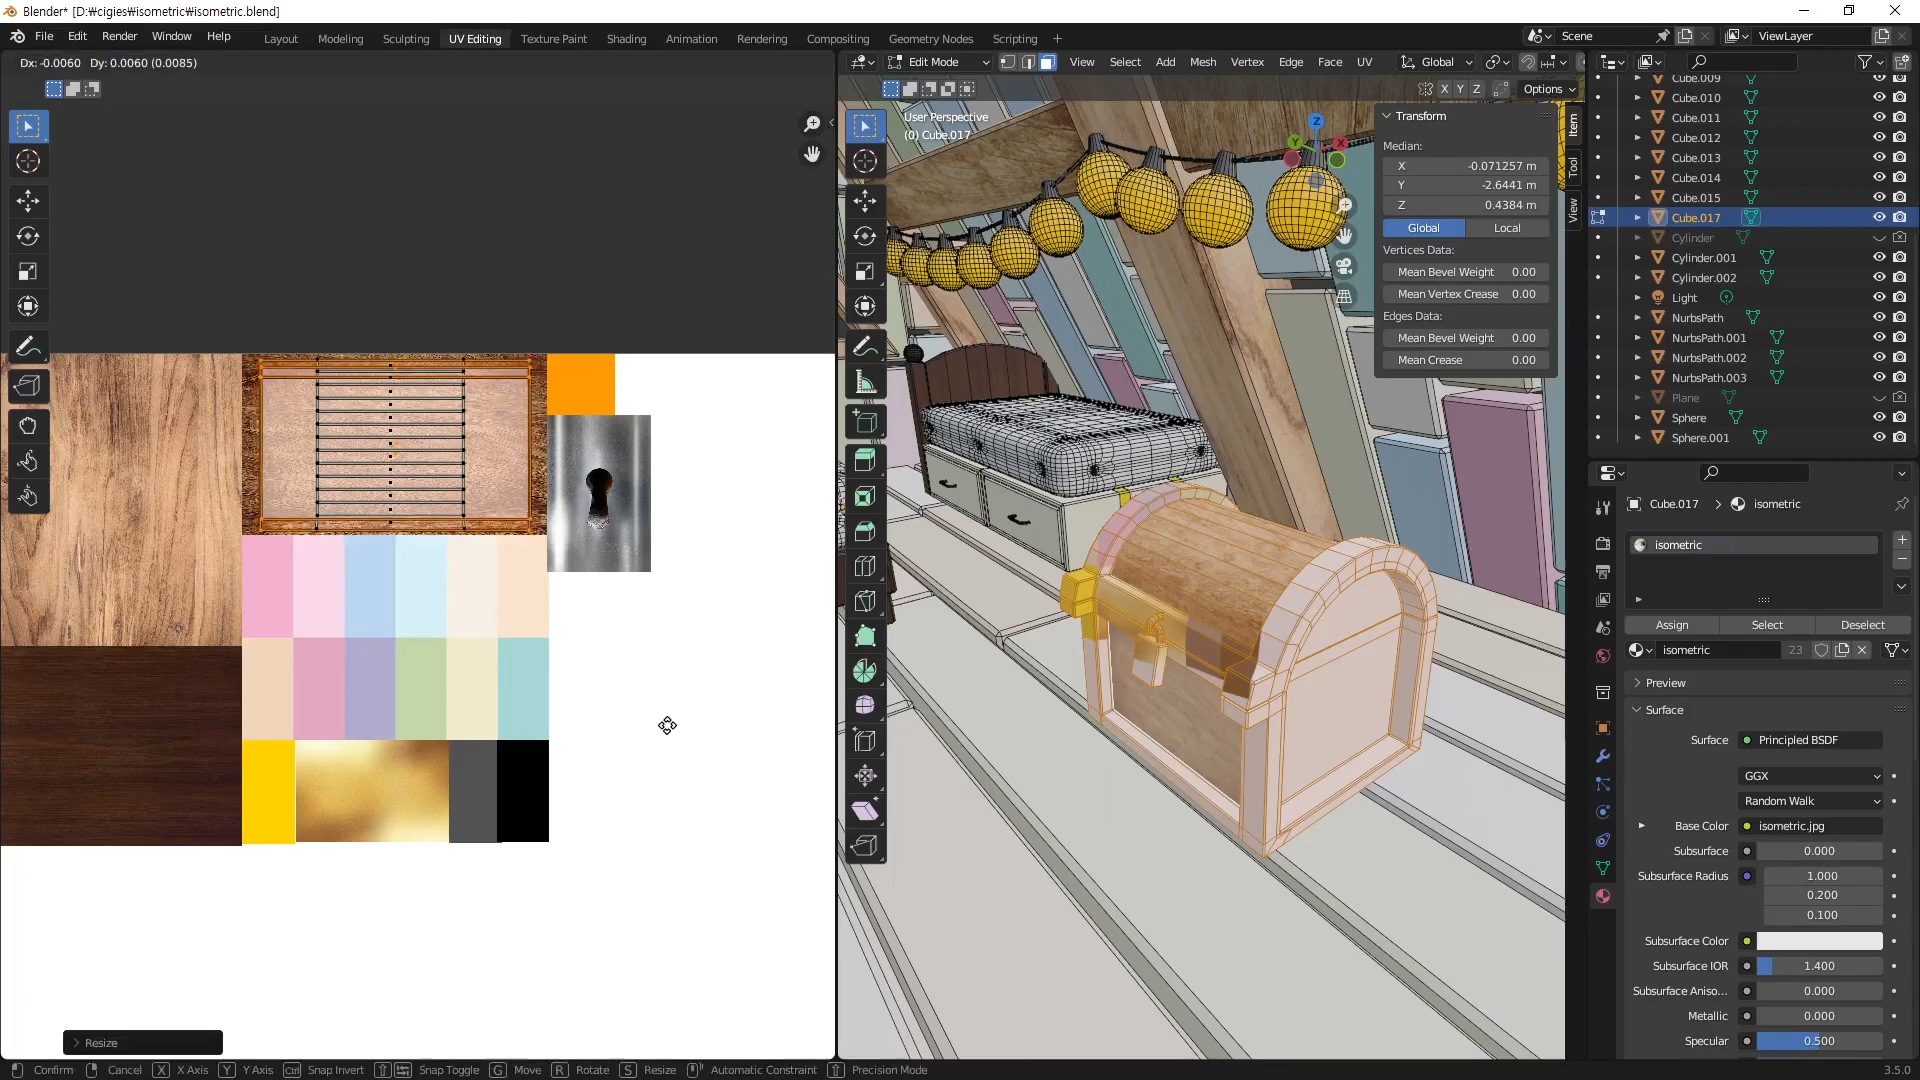 Blender* [D:₩cigies₩isometric₩isometric.blend]
File Edit Render Window Help Layout Modeling Sculpting UV Editing Texture Paint Shading Animation Rendering Compositing Geometry Nodes Scripting + Scene ViewLayer
Dx: -0.0060 Dy: 0.0060 (0.0085)
Edit Mode View Select Add Mesh Vertex Edge Face UV Global
X Y Z Options
User Perspective
(0) Cube.017
Z
Y X
Transform
Median:
X -0.071257 m
Y -2.6441 m
Z 0.4384 m
Global Local
Vertices Data:
Mean Bevel Weight 0.00
Mean Vertex Crease 0.00
Edges Data:
Mean Bevel Weight 0.00
Mean Crease 0.00
Item
Tool
View
Cube.009
Cube.010
Cube.011
Cube.012
Cube.013
Cube.014
Cube.015
Cube.017
Cylinder
Cylinder.001
Cylinder.002
Light
NurbsPath
NurbsPath.001
NurbsPath.002
NurbsPath.003
Plane
Sphere
Sphere.001
Cube.017 isometric
isometric
Assign Select Deselect
isometric 23
Preview
Surface
Surface Principled BSDF
GGX
Random Walk
Base Color isometric.jpg
Subsurface 0.000
Subsurface Radius 1.000
0.200
0.100
Subsurface Color
Subsurface IOR 1.400
Subsurface Aniso... 0.000
Metallic 0.000
Specular 0.500
Resize
Confirm Cancel X X Axis Y Y Axis Ctrl Snap Invert Snap Toggle G Move R Rotate S Resize Automatic Constraint Precision Mode 3.5.0